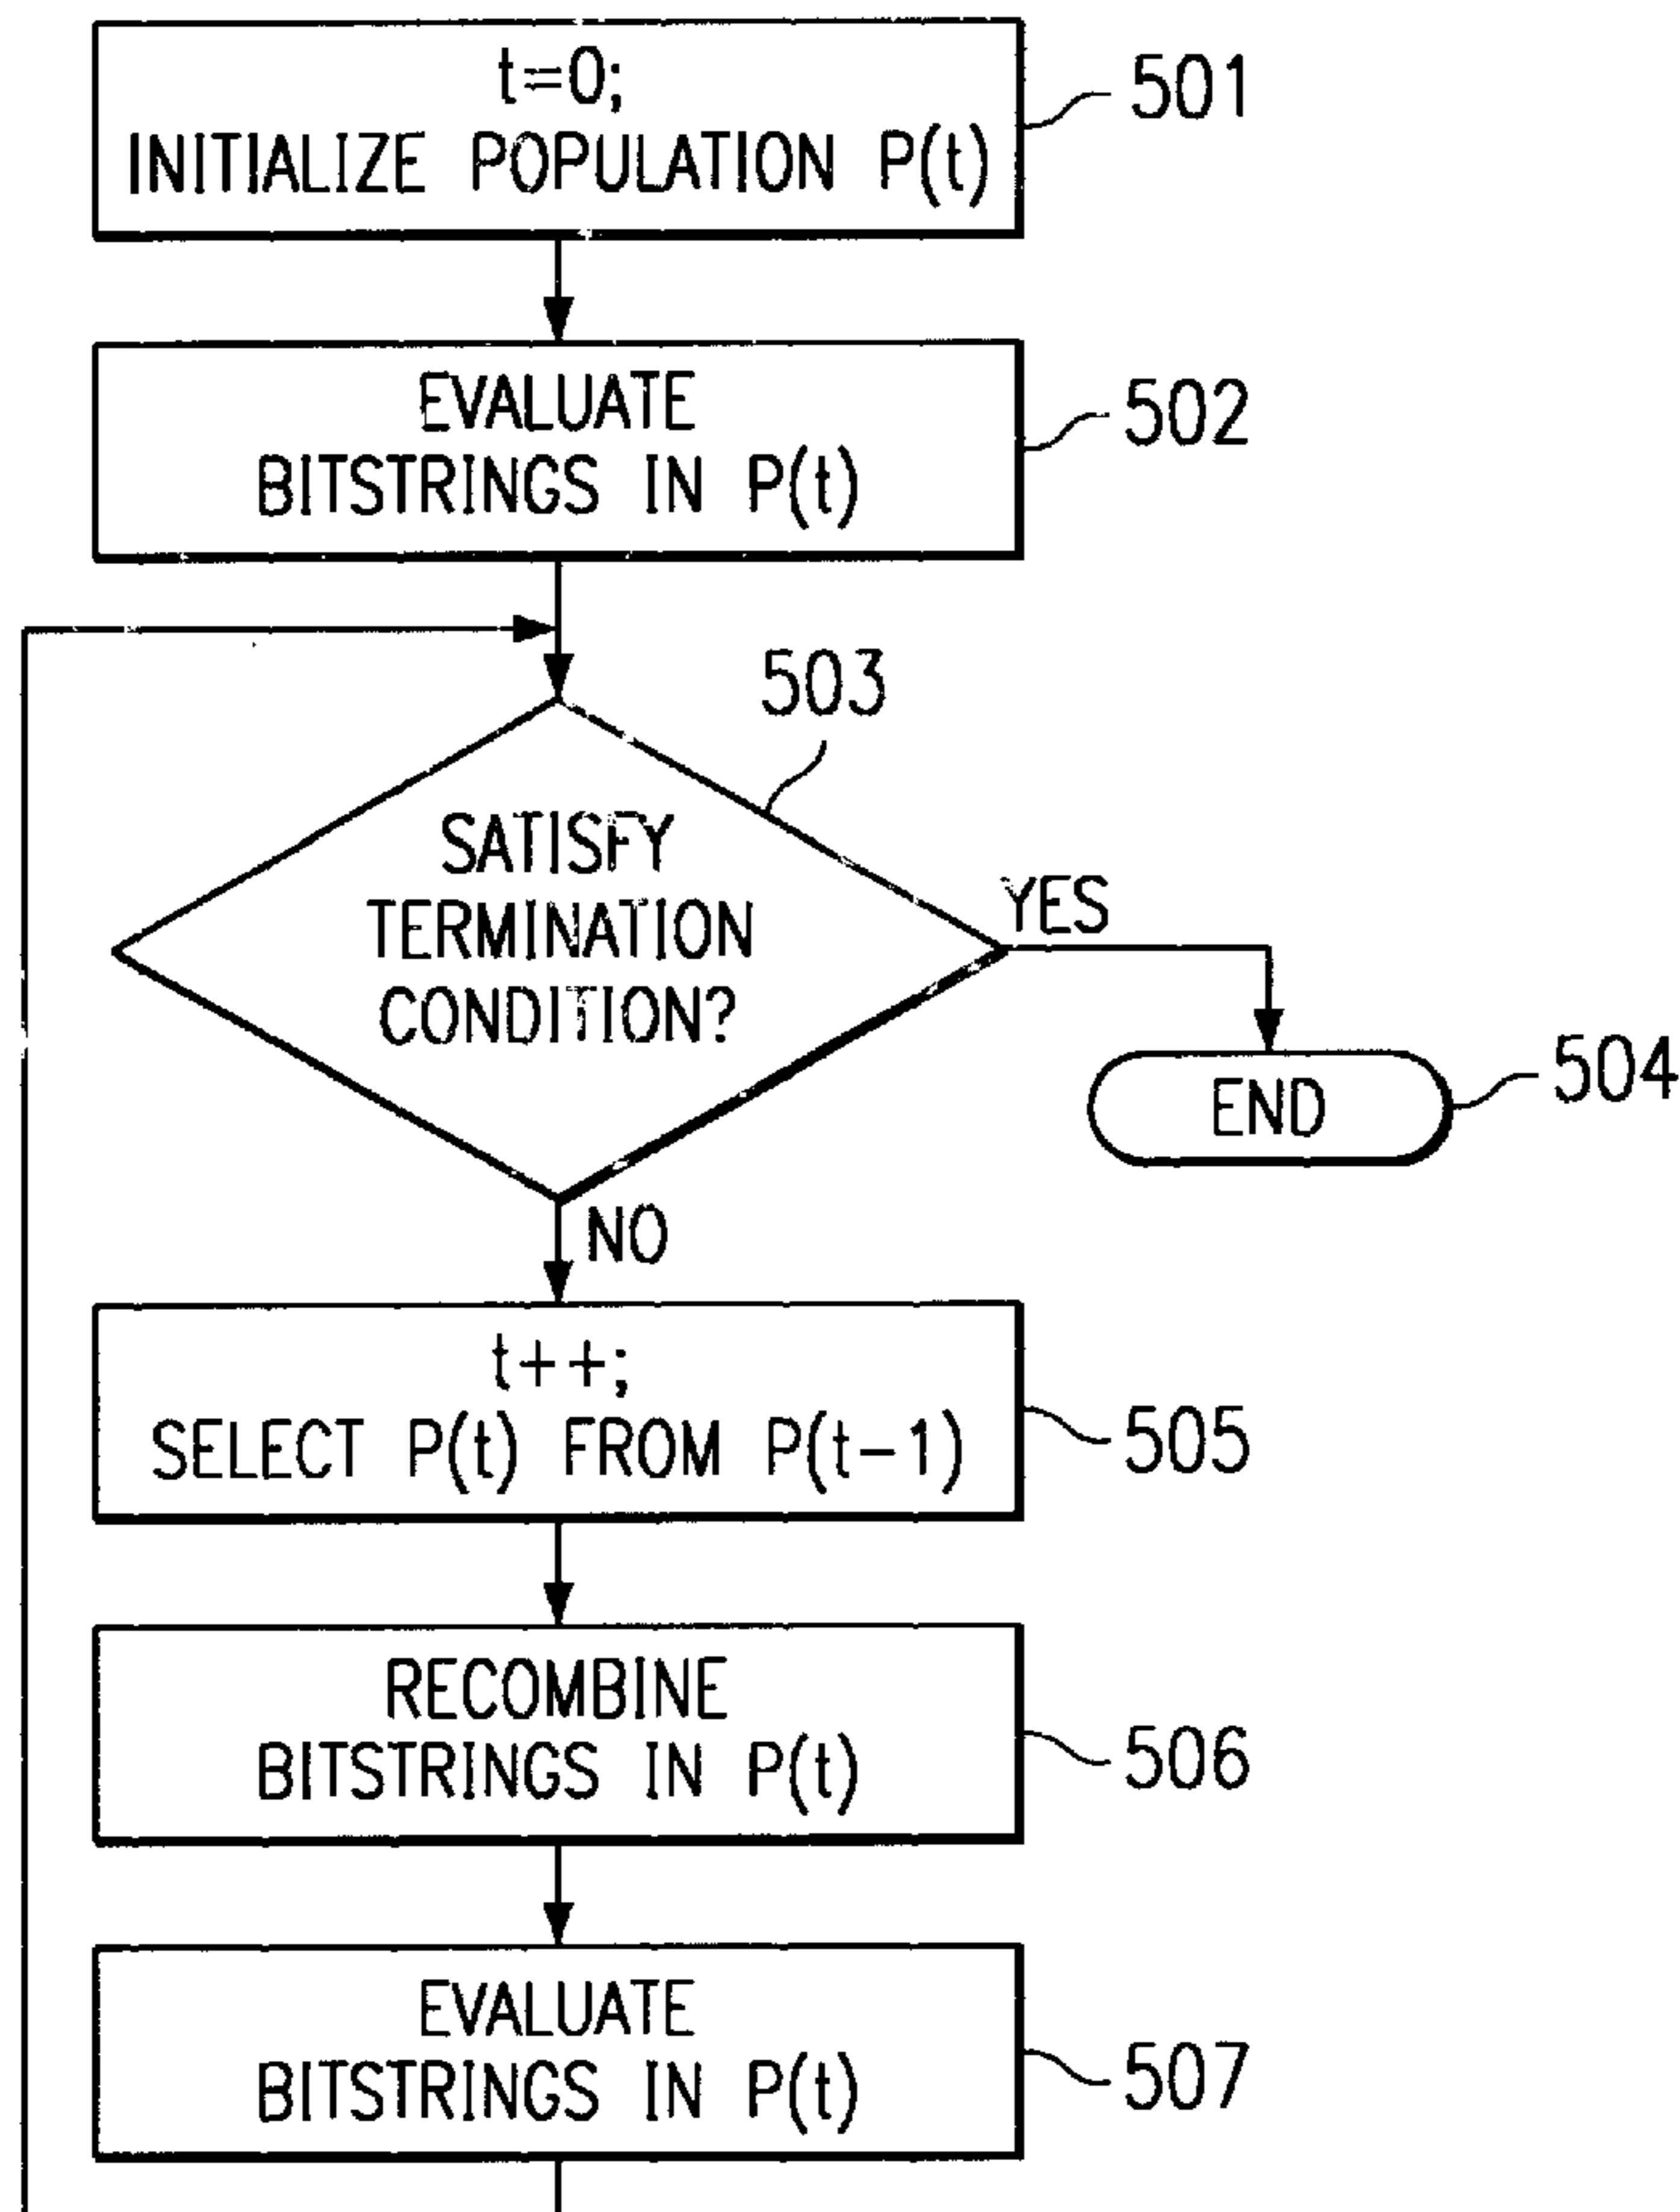 t=0;
INITIALIZE POPULATION P(t)
501
EVALUATE
BITSTRINGS IN P(t)
502
503
SATISFY
TERMINATION
CONDITION?
YES
END
504
NO
t++;
SELECT P(t) FROM P(t-1)
505
RECOMBINE
BITSTRINGS IN P(t)
506
EVALUATE
BITSTRINGS IN P(t)
507